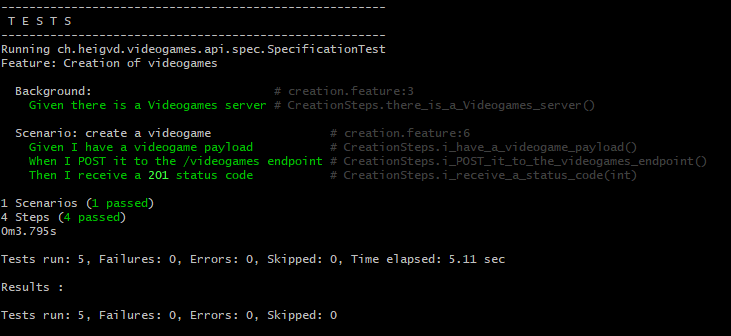 -------------------------------------------------------
 T E S T S
-------------------------------------------------------
Running ch.heigvd.videogames.api.spec.SpecificationTest
Feature: Creation of videogames

  Background:                          # creation.feature:3
    Given there is a Videogames server # CreationSteps.there_is_a_Videogames_server()

  Scenario: create a videogame                 # creation.feature:6
    Given I have a videogame payload           # CreationSteps.i_have_a_videogame_payload()
    When I POST it to the /videogames endpoint # CreationSteps.i_POST_it_to_the_videogames_endpoint()
    Then I receive a 201 status code           # CreationSteps.i_receive_a_status_code(int)

1 Scenarios (1 passed)
4 Steps (4 passed)
0m3.795s

Tests run: 5, Failures: 0, Errors: 0, Skipped: 0, Time elapsed: 5.11 sec

Results :

Tests run: 5, Failures: 0, Errors: 0, Skipped: 0